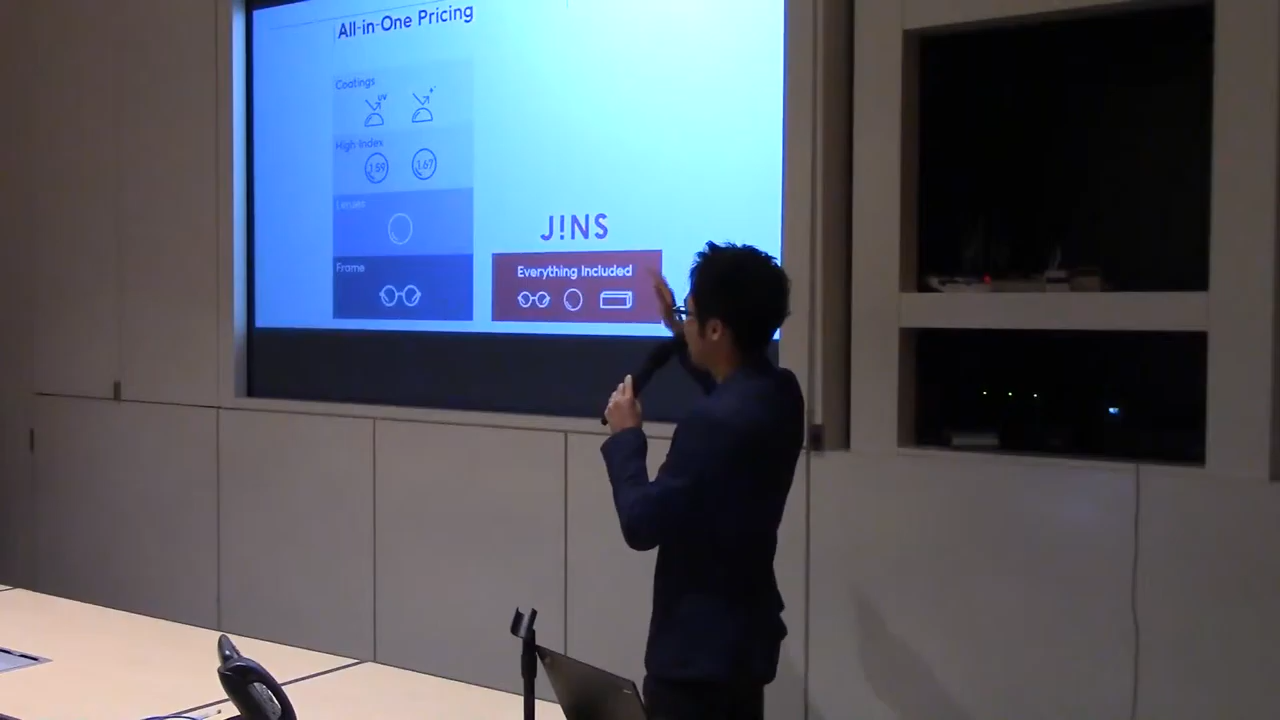 All-in-One Pricing
Coatings
UV
High-Index
1.59
1.67
Lenses
Frame
J!NS
Everything Included